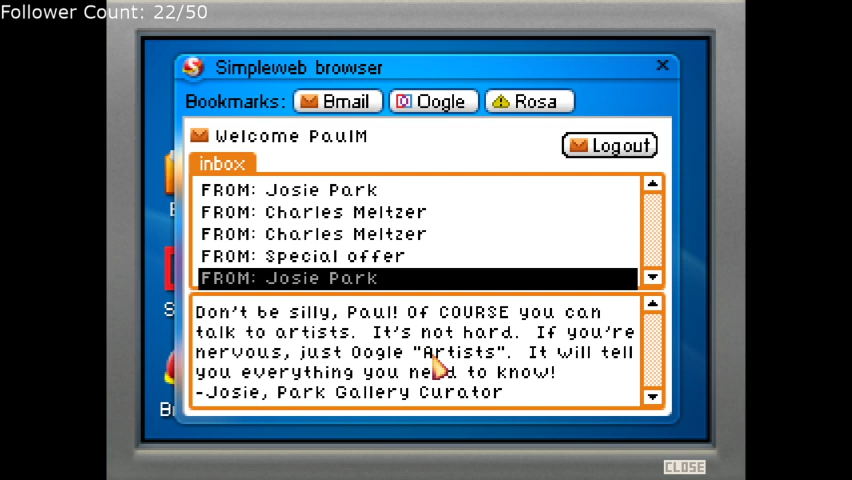 Follower Count: 22/50
Simpleweb browser
Bookmarks: Bmail Oogle Rosa
Welcome PaulM
Logout
inbox
FROM: Josie Park
FROM: Charles Meltzer
FROM: Charles Meltzer
FROM: Special offer
FROM: Josie Park
Don't be silly, Paul! Of COURSE you can
talk to artists. It's not hard. If you're
nervous, just Oogle "Artists". It will tell
you everything you need to know!
-Josie, Park Gallery Curator
CLOSE